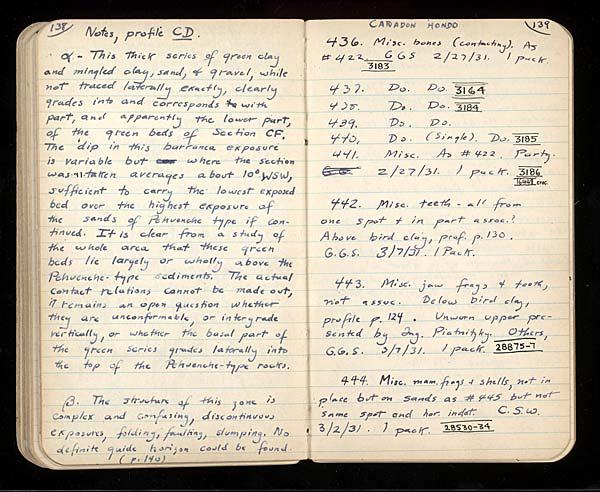 138
Notes, profile CD.
α - This thick series of green clay
and mingled clay, sand, & gravel, while
not traced laterally exactly, clearly
grades into and corresponds with
part, and apparently the lower part,
of the green beds of Section CF.
The dip in this barranca exposure
is variable but where the section
was taken averages about 10° WSW,
sufficient to carry the lowest exposed
bed over the highest exposure of
the sands of Pehuenche type if con-
tinued. It is clear from a study of
the whole area that these green
beds lie largely or wholly above the
Pehuenche-type sediments. The actual
contact relations cannot be made out,
it remains an open question whether
they are unconformable, or intergrade
vertically, or whether the basal part of
the green series grades laterally into
the top of the Pehuenche-type rocks.
β. The structure of this zone is
complex and confusing, discontinuous
exposures, folding, faulting, slumping. No
definite guide horizon could be found.
(p. 140)
CAÑADON HONDO
139
436. Misc. bones (contacting). As
#422. GGS 2/27/31. 1 pack.
3183
437. Do. Do. 3164
438. Do. Do. 3184
439. Do. Do.
440. Do. (Single). Do. 3185
441. Misc. As #422. Party.
2/27/31. 1 pack. 3186
442. Misc. teeth - all from
one spot & in part assoc.?
Above bird clay, prof. p. 130.
G.G.S. 3/7/31. 1 Pack.
443. Misc. jaw frags & teeth,
not assoc. Below bird clay,
profile p. 124. Unworn upper pre-
sented by Ing. Piatnitzky. Others,
G.G.S. 3/7/31. 1 pack. 28875-7
444. Misc. mam. frags & shells, not in
place but on sands as #445 but not
same spot and hor. indet. C.S.W.
3/2/31. 1 pack. 28530-34